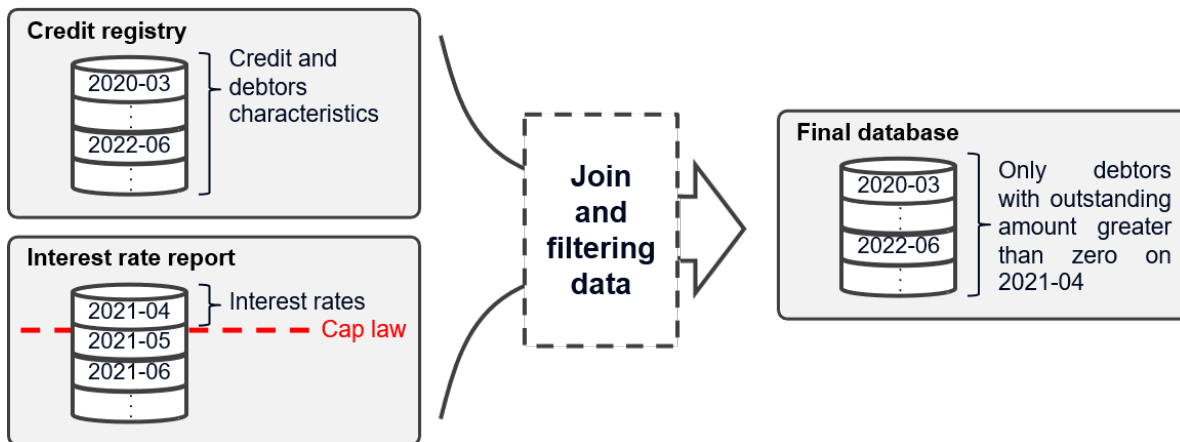 Credit registry
2020-03
⋮
2022-06
⋮
Credit and
debtors
characteristics
Interest rate report
2021-04
2021-05
2021-06
⋮
Interest rates
Cap law
Join
and
filtering
data
Final database
2020-03
⋮
2022-06
⋮
Only debtors
with outstanding
amount greater
than zero on
2021-04